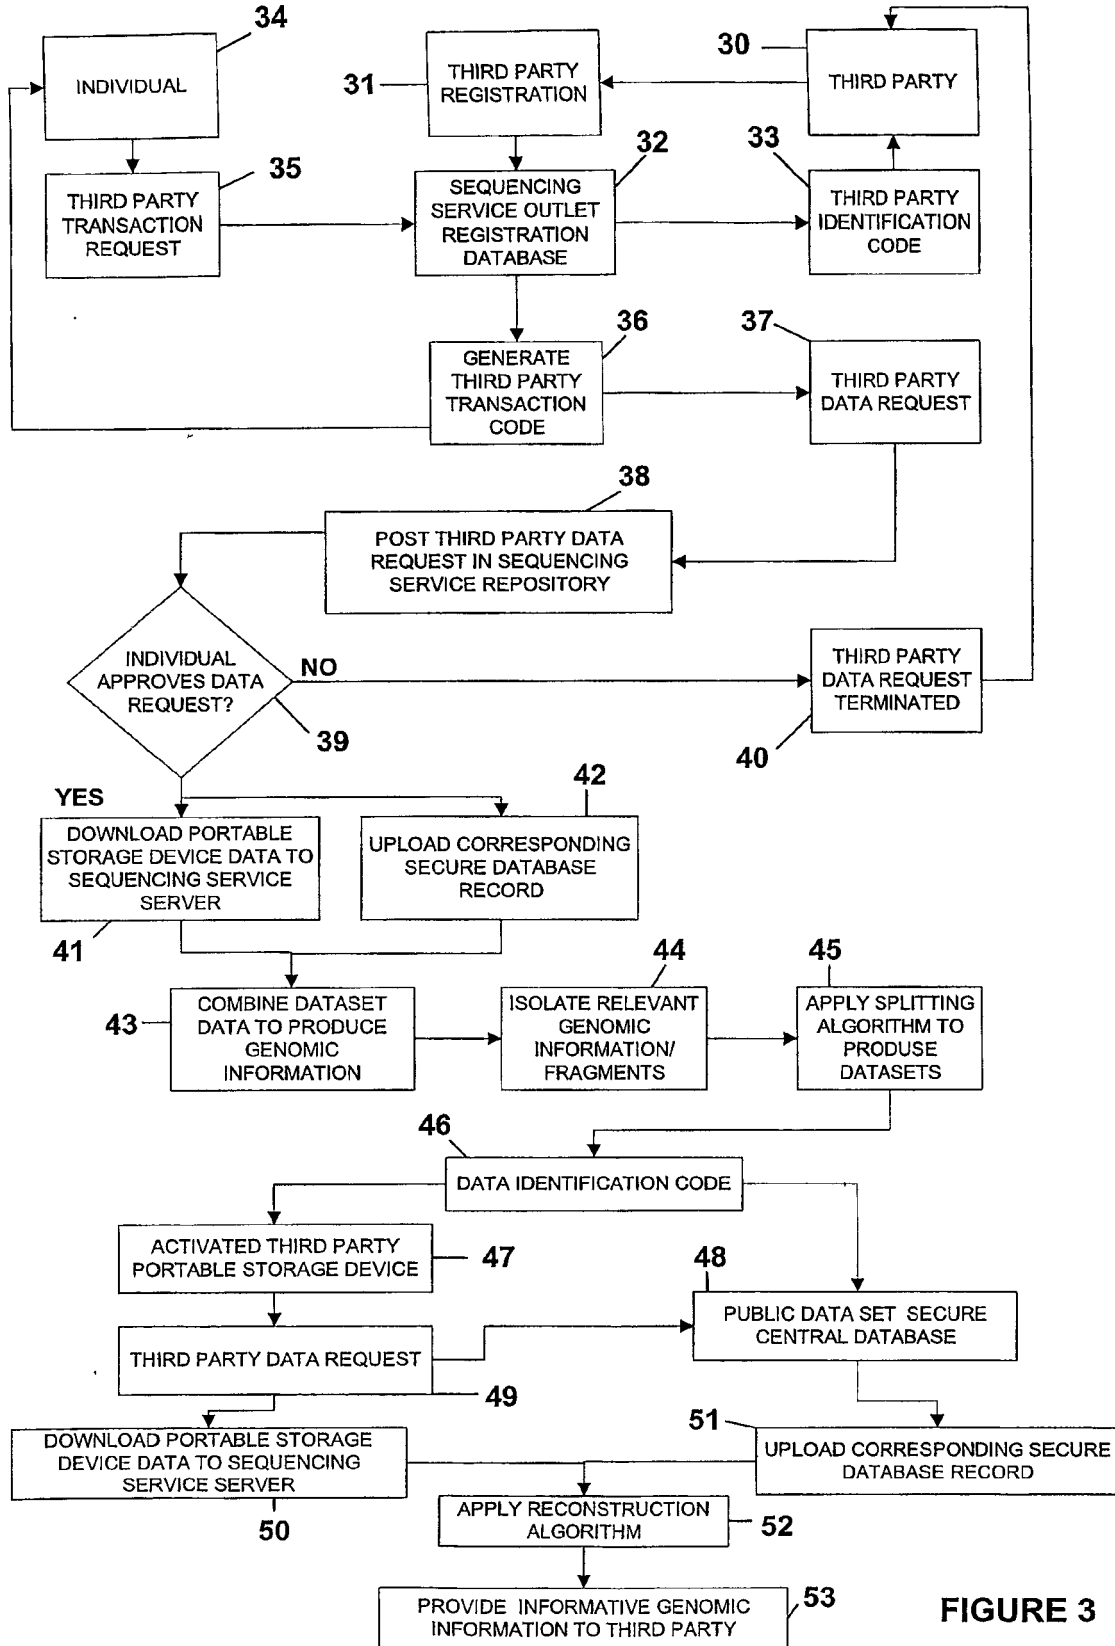 34
INDIVIDUAL
31
THIRD PARTY
REGISTRATION
30
THIRD PARTY
35
THIRD PARTY
TRANSACTION
REQUEST
32
SEQUENCING
SERVICE OUTLET
REGISTRATION
DATABASE
33
THIRD PARTY
IDENTIFICATION
CODE
36
GENERATE
THIRD PARTY
TRANSACTION
CODE
37
THIRD PARTY
DATA REQUEST
38
POST THIRD PARTY DATA
REQUEST IN SEQUENCING
SERVICE REPOSITORY
INDIVIDUAL
APPROVES DATA
REQUEST?
NO
39
THIRD PARTY
DATA REQUEST
TERMINATED
40
YES
DOWNLOAD PORTABLE
STORAGE DEVICE DATA TO
SEQUENCING SERVICE
SERVER
41
42
UPLOAD CORRESPONDING
SECURE DATABASE
RECORD
43
COMBINE DATASET
DATA TO PRODUCE
GENOMIC
INFORMATION
44
ISOLATE RELEVANT
GENOMIC
INFORMATION/
FRAGMENTS
45
APPLY SPLITTING
ALGORITHM TO
PRODUSE
DATASETS
46
DATA IDENTIFICATION CODE
ACTIVATED THIRD PARTY
PORTABLE STORAGE DEVICE
47
48
PUBLIC DATA SET SECURE
CENTRAL DATABASE
THIRD PARTY DATA REQUEST
49
DOWNLOAD PORTABLE STORAGE
DEVICE DATA TO SEQUENCING
SERVICE SERVER
50
51
UPLOAD CORRESPONDING SECURE
DATABASE RECORD
APPLY RECONSTRUCTION
ALGORITHM
52
PROVIDE INFORMATIVE GENOMIC
INFORMATION TO THIRD PARTY
53
FIGURE 3